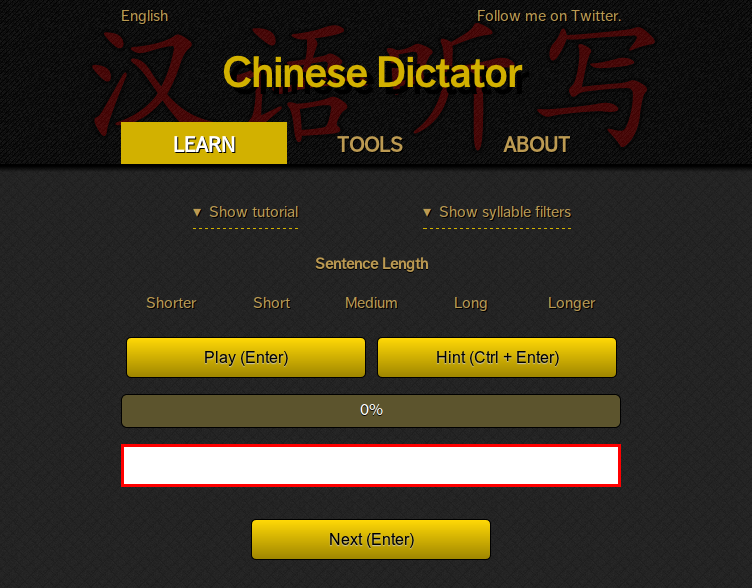 English
Follow me on Twitter.
汉语听写
Chinese Dictator
LEARN TOOLS ABOUT
▼ Show tutorial ▼ Show syllable filters
Sentence Length
Shorter Short Medium Long Longer
Play (Enter) Hint (Ctrl + Enter)
0%
Next (Enter)